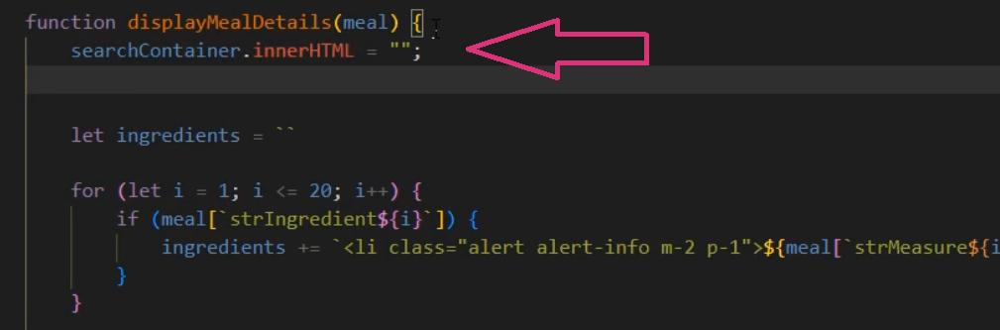 function displayMealDetails(meal) {
searchContainer.innerHTML = "";
let ingredients = ``
for (let i = 1; i <= 20; i++) {
if (meal[`strIngredient${i}`]) {
ingredients += `<li class="alert alert-info m-2 p-1">${meal[`strMeasure${i
}
}